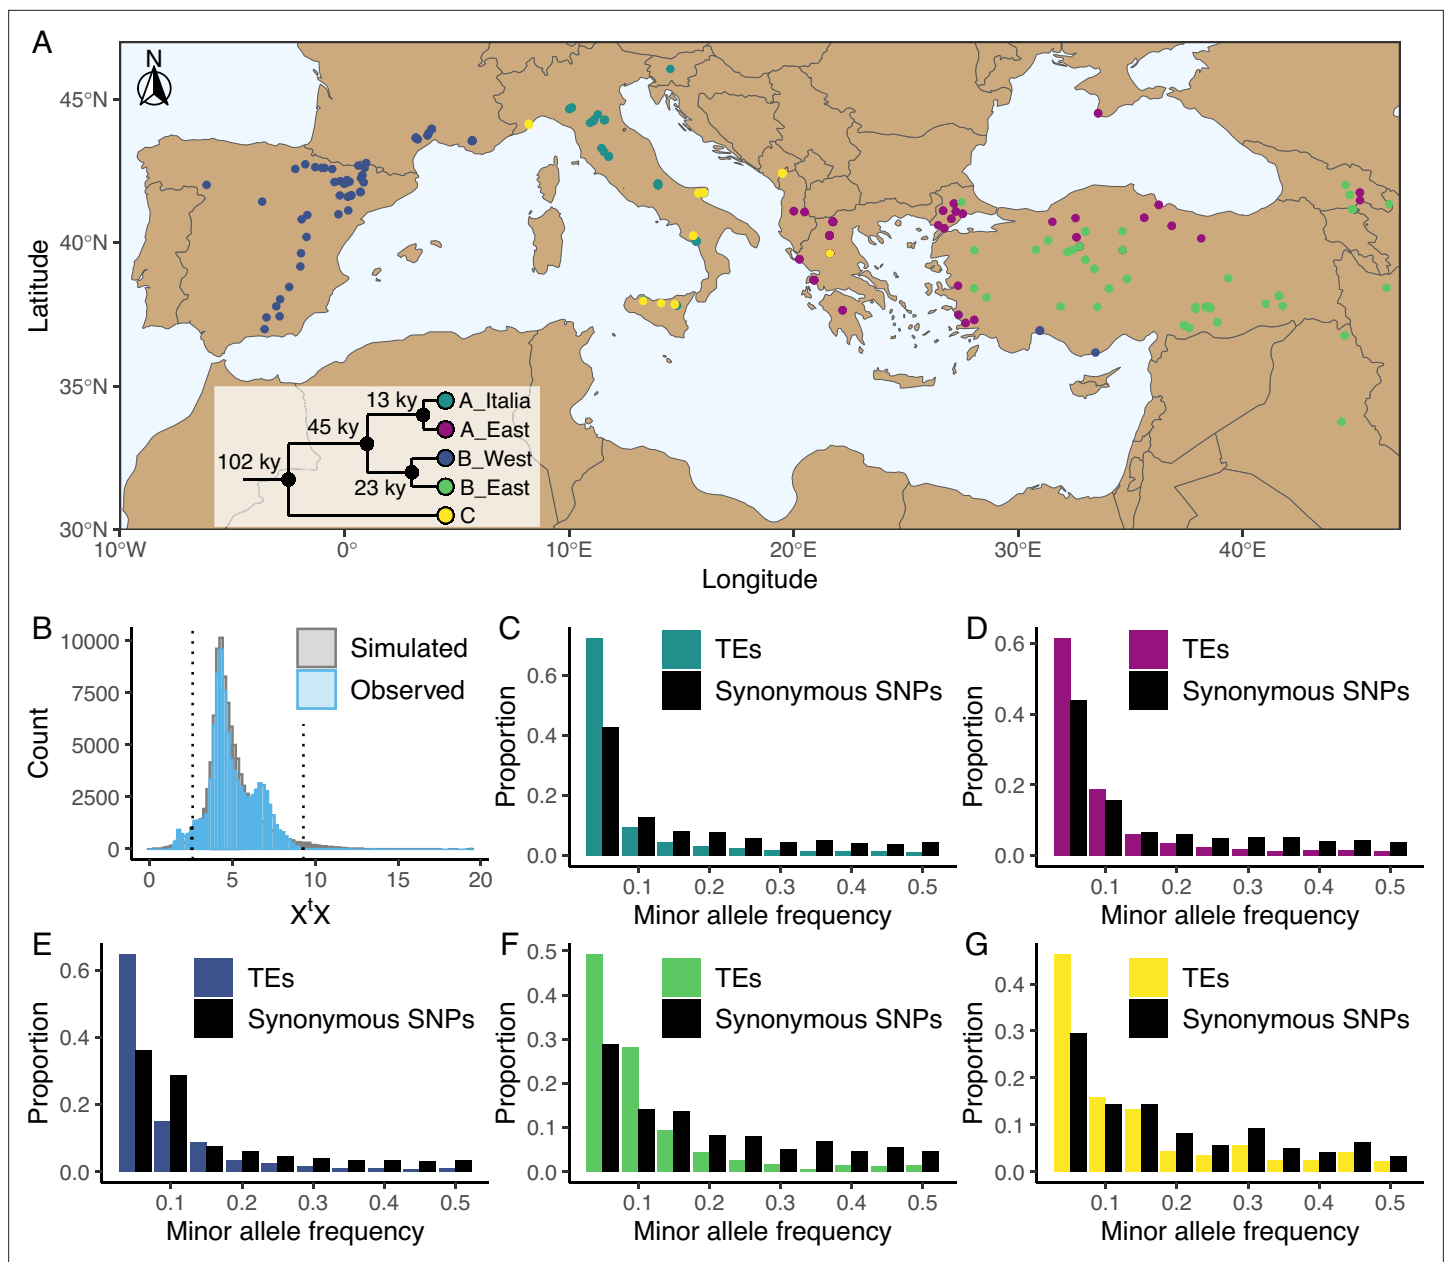 A
N
45°N
40°N
35°N
30°N
Latitude
10°W
0°
10°E
20°E
30°E
40°E
Longitude
13 ky
45 ky
102 ky
23 ky
A_Italia
A_East
B_West
B_East
C
B
10000
7500
5000
2500
0
Count
0
5
10
15
20
XᵗX
Simulated
Observed
C
0.6
0.4
0.2
0.0
Proportion
TEs
Synonymous SNPs
0.1
0.2
0.3
0.4
0.5
Minor allele frequency
D
0.6
0.4
0.2
0.0
Proportion
TEs
Synonymous SNPs
0.1
0.2
0.3
0.4
0.5
Minor allele frequency
E
0.6
0.4
0.2
0.0
Proportion
TEs
Synonymous SNPs
0.1
0.2
0.3
0.4
0.5
Minor allele frequency
F
0.5
0.4
0.3
0.2
0.1
0.0
Proportion
TEs
Synonymous SNPs
0.1
0.2
0.3
0.4
0.5
Minor allele frequency
G
0.4
0.3
0.2
0.1
0.0
Proportion
TEs
Synonymous SNPs
0.1
0.2
0.3
0.4
0.5
Minor allele frequency